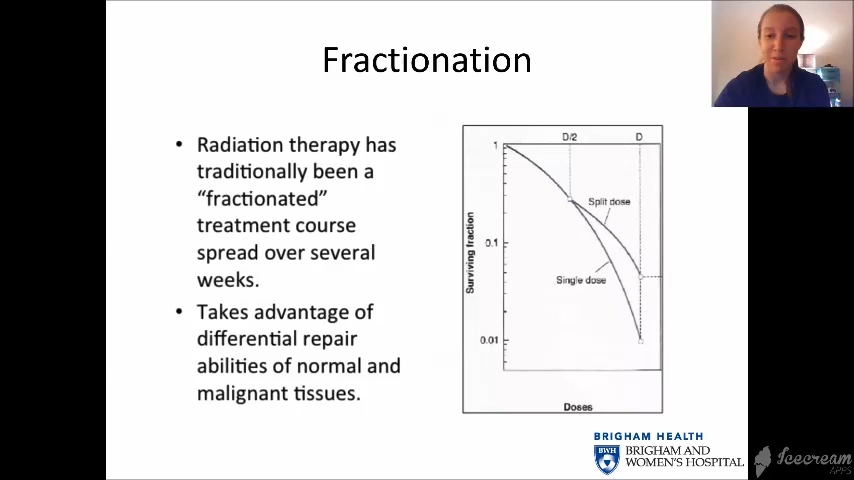 Fractionation
• Radiation therapy has
traditionally been a
“fractionated”
treatment course
spread over several
weeks.
• Takes advantage of
differential repair
abilities of normal and
malignant tissues.
D/2 D
1
Split dose
0.1
Surviving fraction
Single dose
0.01
Doses
BRIGHAM HEALTH
BWH
BRIGHAM AND
WOMEN'S HOSPITAL
Icecream
APPS